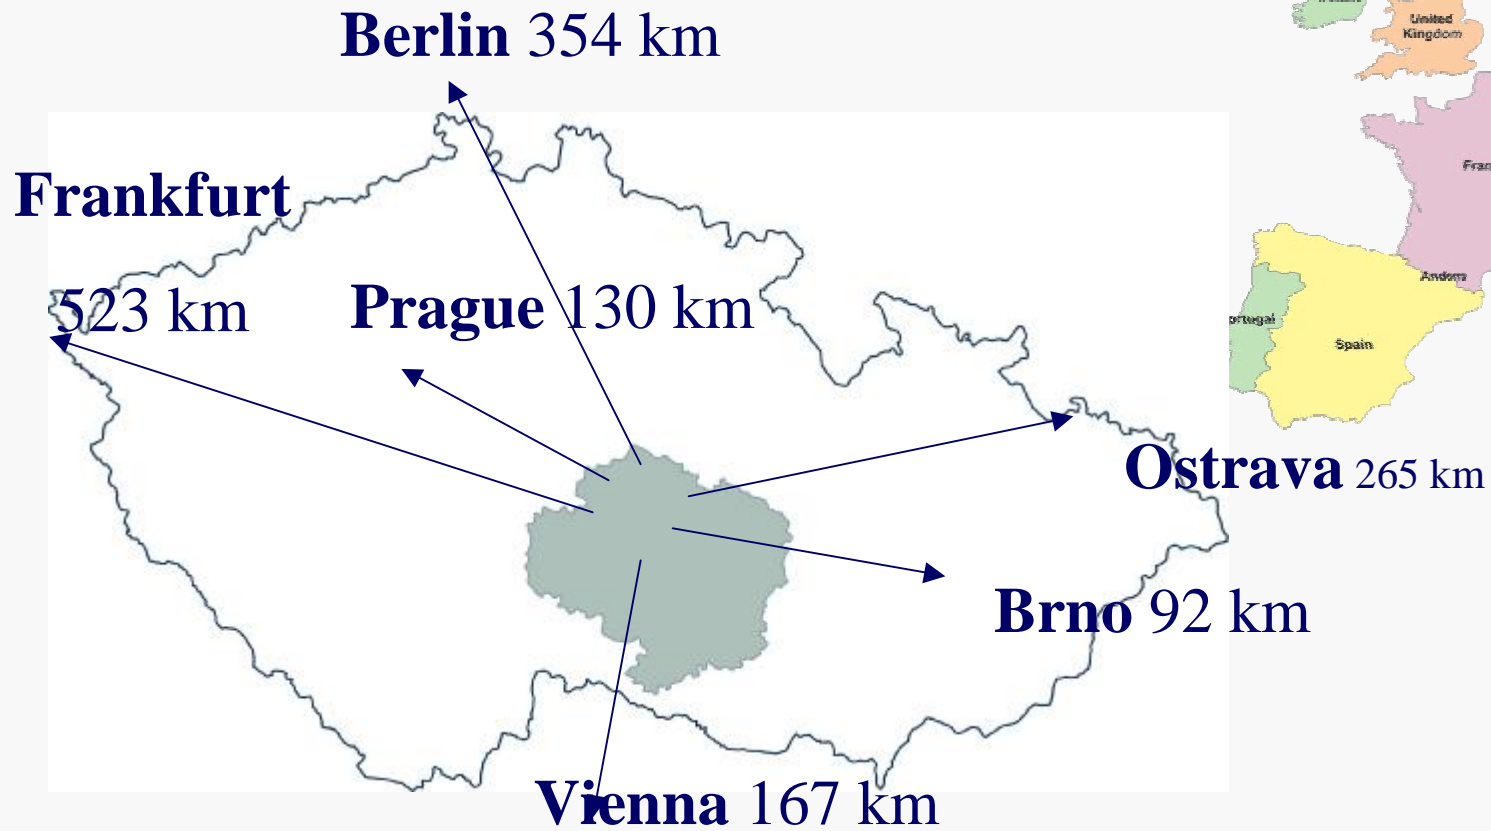 Berlin 354 km
United
Kingdom
Frankfurt
523 km
Prague 130 km
Andorra
Spain
Ostrava 265 km
Brno 92 km
Vienna 167 km